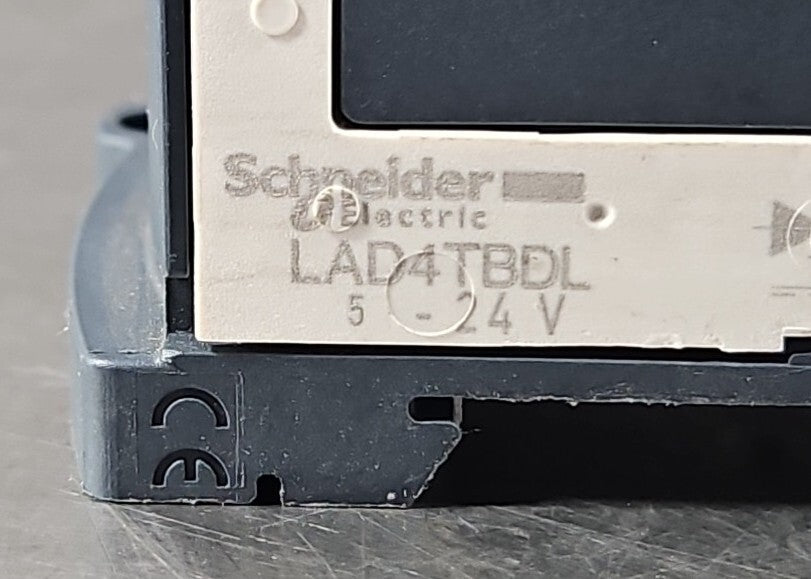 Schneider
Electric
LAD4TBDL
5 - 24 V
CE